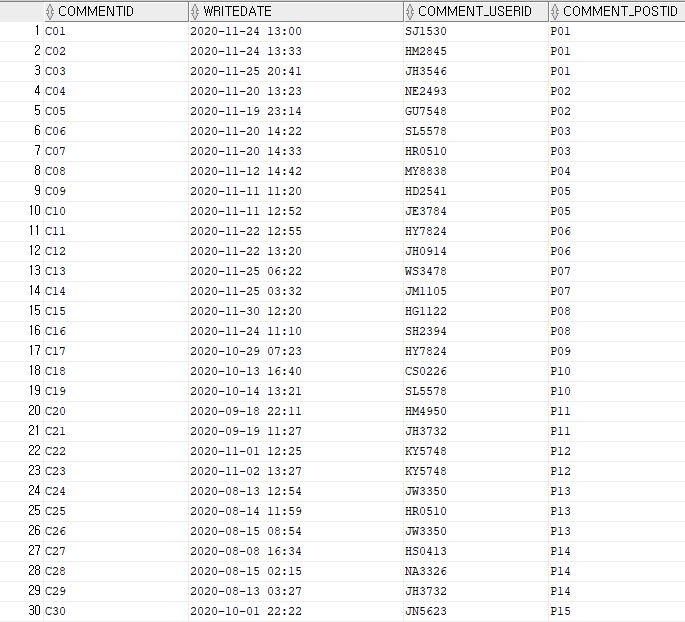 COMMENTID WRITEDATE COMMENT_USERID COMMENT_POSTID
1 C01 2020-11-24 13:00 SJ1530 P01
2 C02 2020-11-24 13:33 HM2845 P01
3 C03 2020-11-25 20:41 JH3546 P01
4 C04 2020-11-20 13:23 NE2493 P02
5 C05 2020-11-19 23:14 GU7548 P02
6 C06 2020-11-20 14:22 SL5578 P03
7 C07 2020-11-20 14:33 HR0510 P03
8 C08 2020-11-12 14:42 MY8838 P04
9 C09 2020-11-11 11:20 HD2541 P05
10 C10 2020-11-11 12:52 JE3784 P05
11 C11 2020-11-22 12:55 HY7824 P06
12 C12 2020-11-22 13:20 JH0914 P06
13 C13 2020-11-25 06:22 WS3478 P07
14 C14 2020-11-25 03:32 JM1105 P07
15 C15 2020-11-30 12:20 HG1122 P08
16 C16 2020-11-24 11:10 SH2394 P08
17 C17 2020-10-29 07:23 HY7824 P09
18 C18 2020-10-13 16:40 CS0226 P10
19 C19 2020-10-14 13:21 SL5578 P10
20 C20 2020-09-18 22:11 HM4950 P11
21 C21 2020-09-19 11:27 JH3732 P11
22 C22 2020-11-01 12:25 KY5748 P12
23 C23 2020-11-02 13:27 KY5748 P12
24 C24 2020-08-13 12:54 JW3350 P13
25 C25 2020-08-14 11:59 HR0510 P13
26 C26 2020-08-15 08:54 JW3350 P13
27 C27 2020-08-08 16:34 HS0413 P14
28 C28 2020-08-15 02:15 NA3326 P14
29 C29 2020-08-13 03:27 JH3732 P14
30 C30 2020-10-01 22:22 JN5623 P15